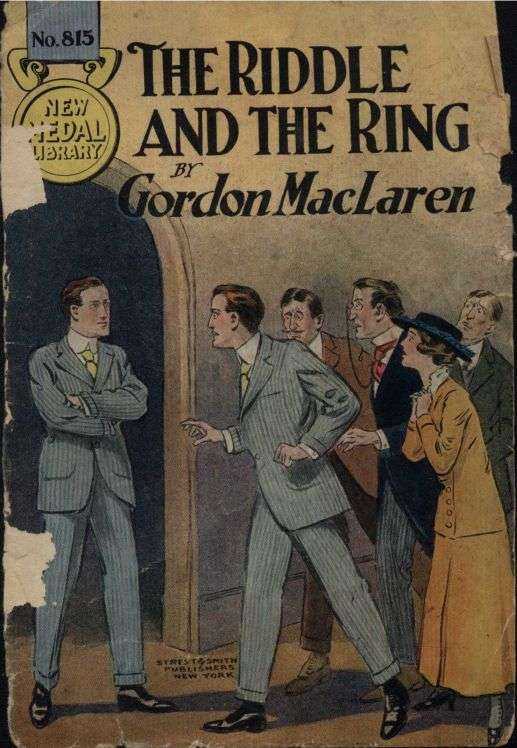 No. 815
NEW
MEDAL
LIBRARY
THE RIDDLE
AND THE RING
BY
Gordon MacLaren
STREET & SMITH
PUBLISHERS
NEW YORK